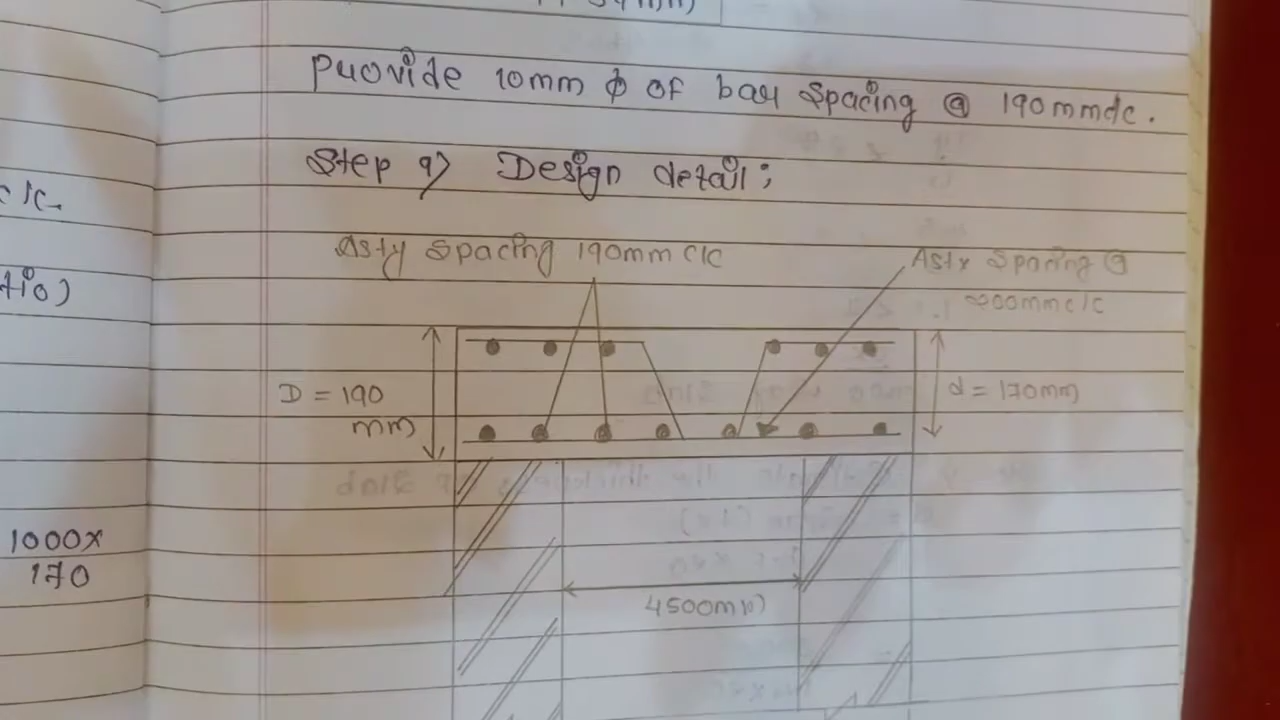 Provide 10mm ϕ of bar spacing @ 190mmc/c.
Step 9) Design detail;
c/c.
Asty spacing 190mm c/c
Astx spacing @
200mm c/c
D = 190
mm
d = 170mm
1000x
170
4500mm